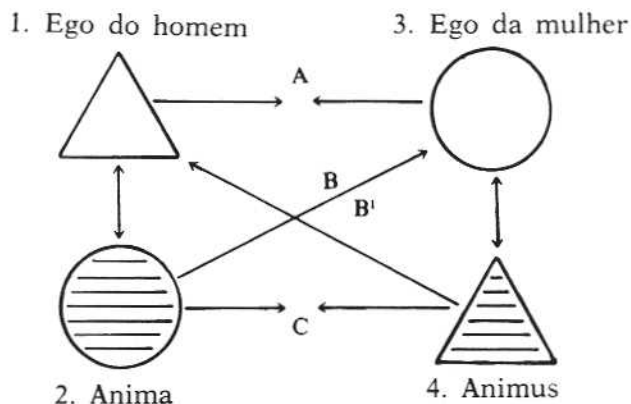 1. Ego do homem
3. Ego da mulher
A
B
B¹
C
2. Anima
4. Animus